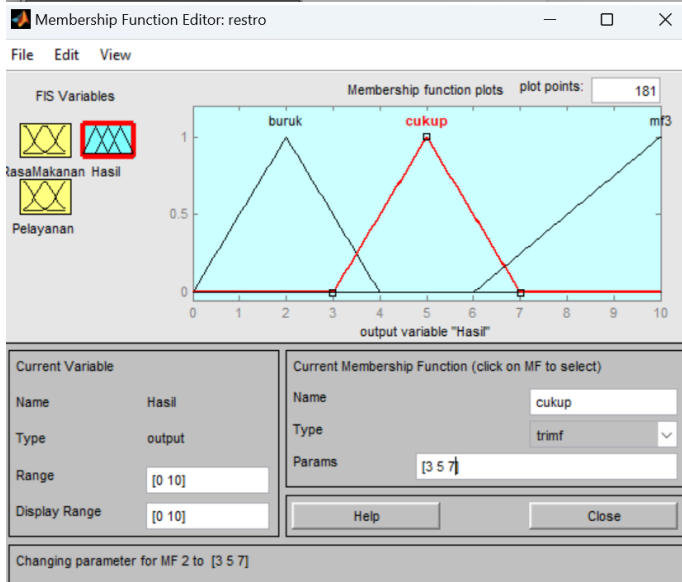 Membership Function Editor: restro
File Edit View
FIS Variables
Membership function plots plot points: 181
RasaMakanan Hasil
Pelayanan
buruk cukup mf3
1
0.5
0
0 1 2 3 4 5 6 7 8 9 10
output variable "Hasil"
Current Variable
Name Hasil
Type output
Range [0 10]
Display Range [0 10]
Current Membership Function (click on MF to select)
Name cukup
Type trimf
Params [3 5 7]
Help Close
Changing parameter for MF 2 to [3 5 7]